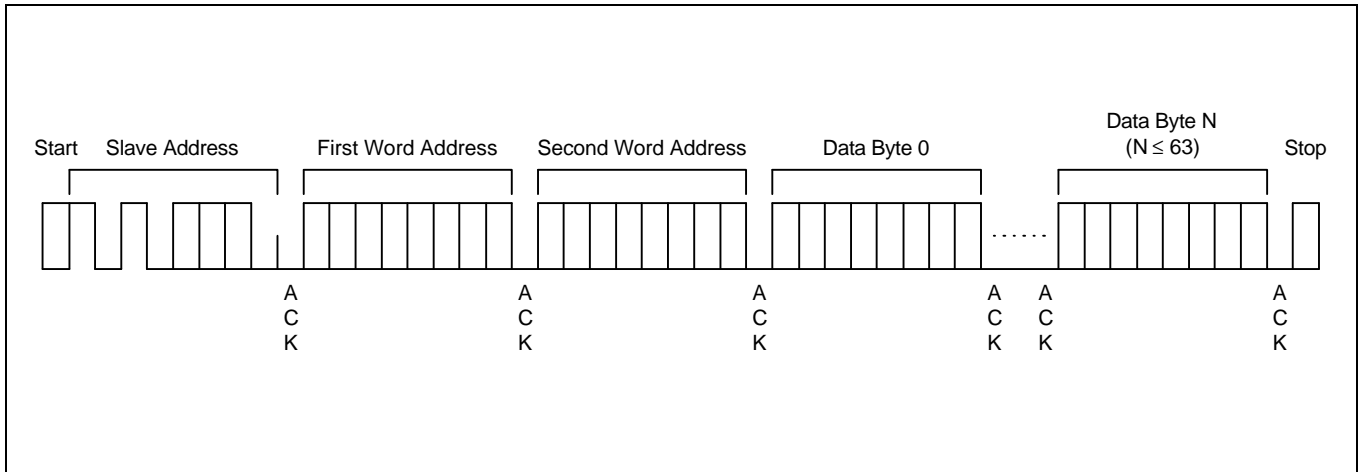 Data Byte N
Start Slave Address First Word Address Second Word Address Data Byte 0 (N ≤ 63) Stop
......
A A A A A A
C C C C C C
K K K K K K